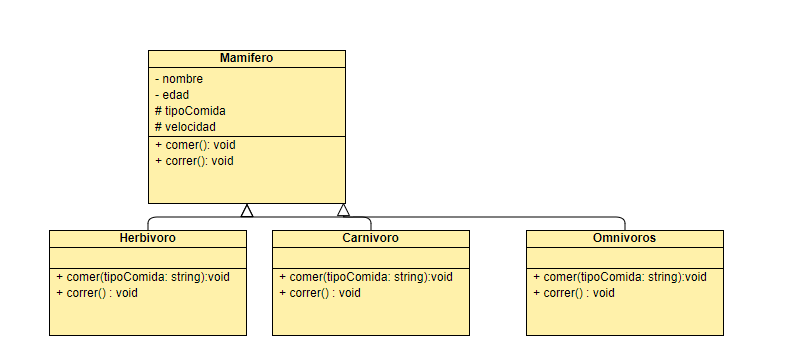 Mamifero
- nombre
- edad
# tipoComida
# velocidad
+ comer(): void
+ correr(): void
Herbivoro
+ comer(tipoComida: string):void
+ correr() : void
Carnivoro
+ comer(tipoComida: string):void
+ correr() : void
Omnivoros
+ comer(tipoComida: string):void
+ correr() : void